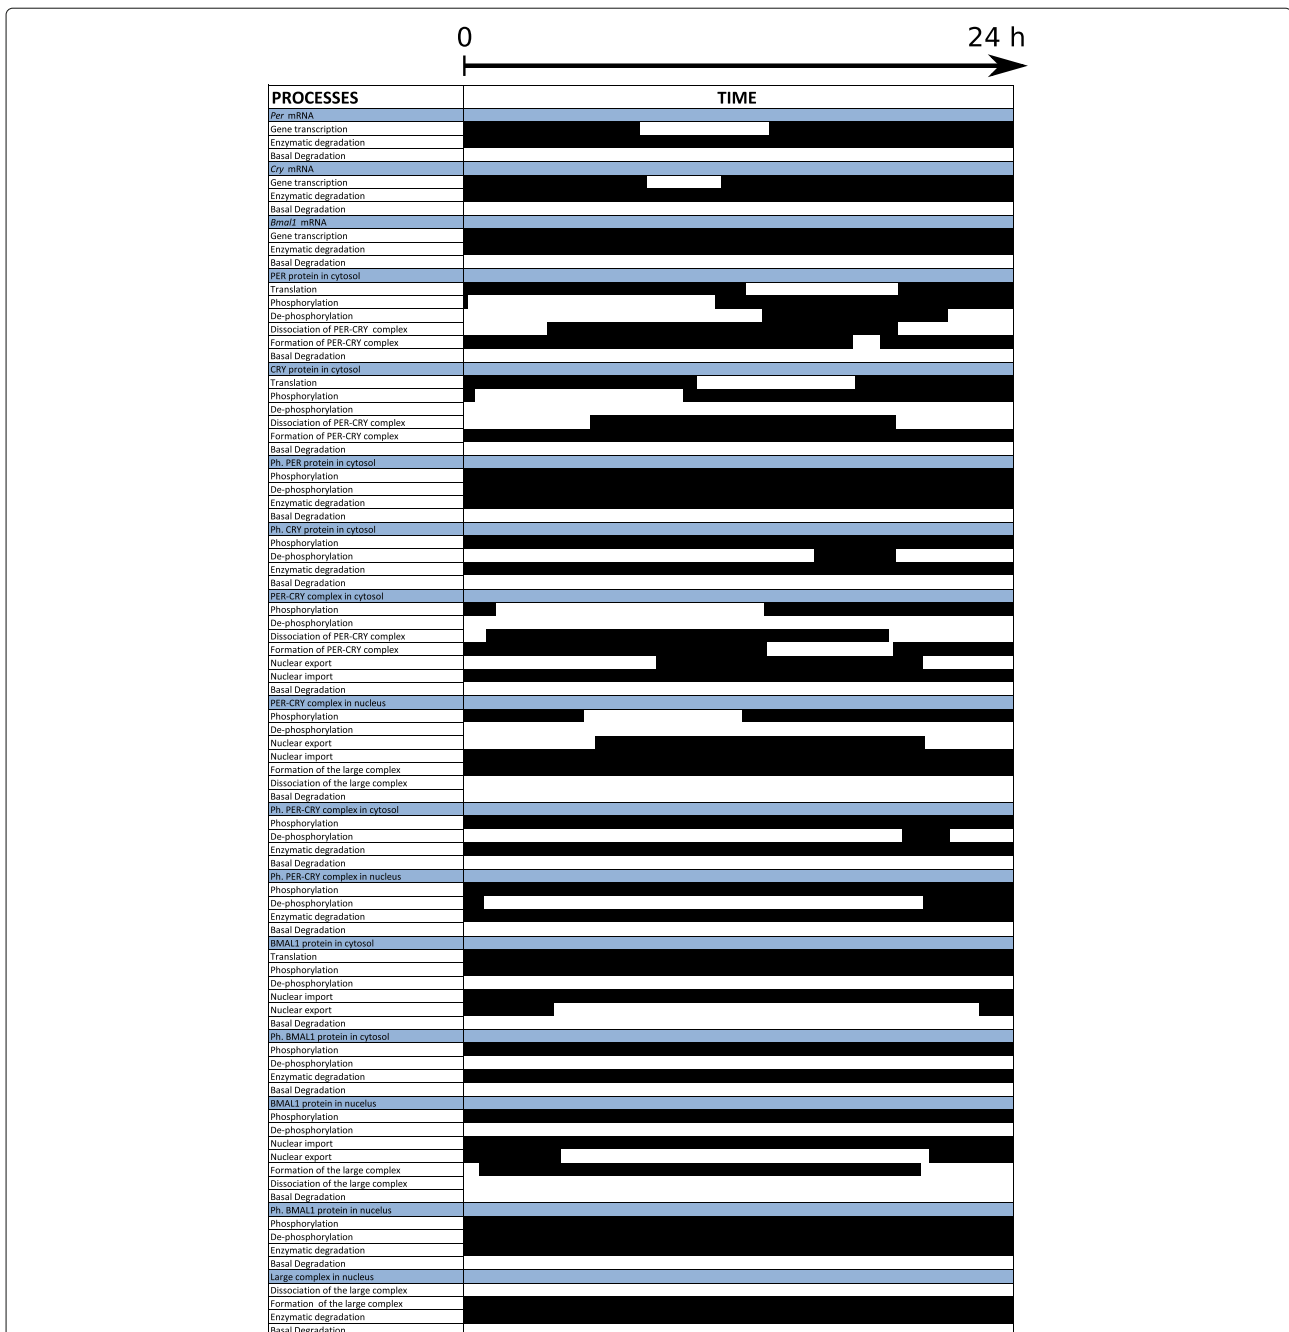 0 24 h
PROCESSES TIME
Per mRNA
Gene transcription
Enzymatic degradation
Basal Degradation
Cry mRNA
Gene transcription
Enzymatic degradation
Basal Degradation
Bmal1 mRNA
Gene transcription
Enzymatic degradation
Basal Degradation
PER protein in cytosol
Translation
Phosphorylation
De-phosphorylation
Dissociation of PER-CRY complex
Formation of PER-CRY complex
Basal Degradation
CRY protein in cytosol
Translation
Phosphorylation
De-phosphorylation
Dissociation of PER-CRY complex
Formation of PER-CRY complex
Basal Degradation
Ph. PER protein in cytosol
Phosphorylation
De-phosphorylation
Enzymatic degradation
Basal Degradation
Ph. CRY protein in cytosol
Phosphorylation
De-phosphorylation
Enzymatic degradation
Basal Degradation
PER-CRY complex in cytosol
Phosphorylation
De-phosphorylation
Dissociation of PER-CRY complex
Formation of PER-CRY complex
Nuclear export
Nuclear import
Basal Degradation
PER-CRY complex in nucleus
Phosphorylation
De-phosphorylation
Nuclear export
Nuclear import
Formation of the large complex
Dissociation of the large complex
Basal Degradation
Ph. PER-CRY complex in cytosol
Phosphorylation
De-phosphorylation
Enzymatic degradation
Basal Degradation
Ph. PER-CRY complex in nucleus
Phosphorylation
De-phosphorylation
Enzymatic degradation
Basal Degradation
BMAL1 protein in cytosol
Translation
Phosphorylation
De-phosphorylation
Nuclear import
Nuclear export
Basal Degradation
Ph. BMAL1 protein in cytosol
Phosphorylation
De-phosphorylation
Enzymatic degradation
Basal Degradation
BMAL1 protein in nucelus
Phosphorylation
De-phosphorylation
Nuclear import
Nuclear export
Formation of the large complex
Dissociation of the large complex
Basal Degradation
Ph. BMAL1 protein in nucelus
Phosphorylation
De-phosphorylation
Enzymatic degradation
Basal Degradation
Large complex in nucleus
Dissociation of the large complex
Formation of the large complex
Enzymatic degradation
Basal Degradation